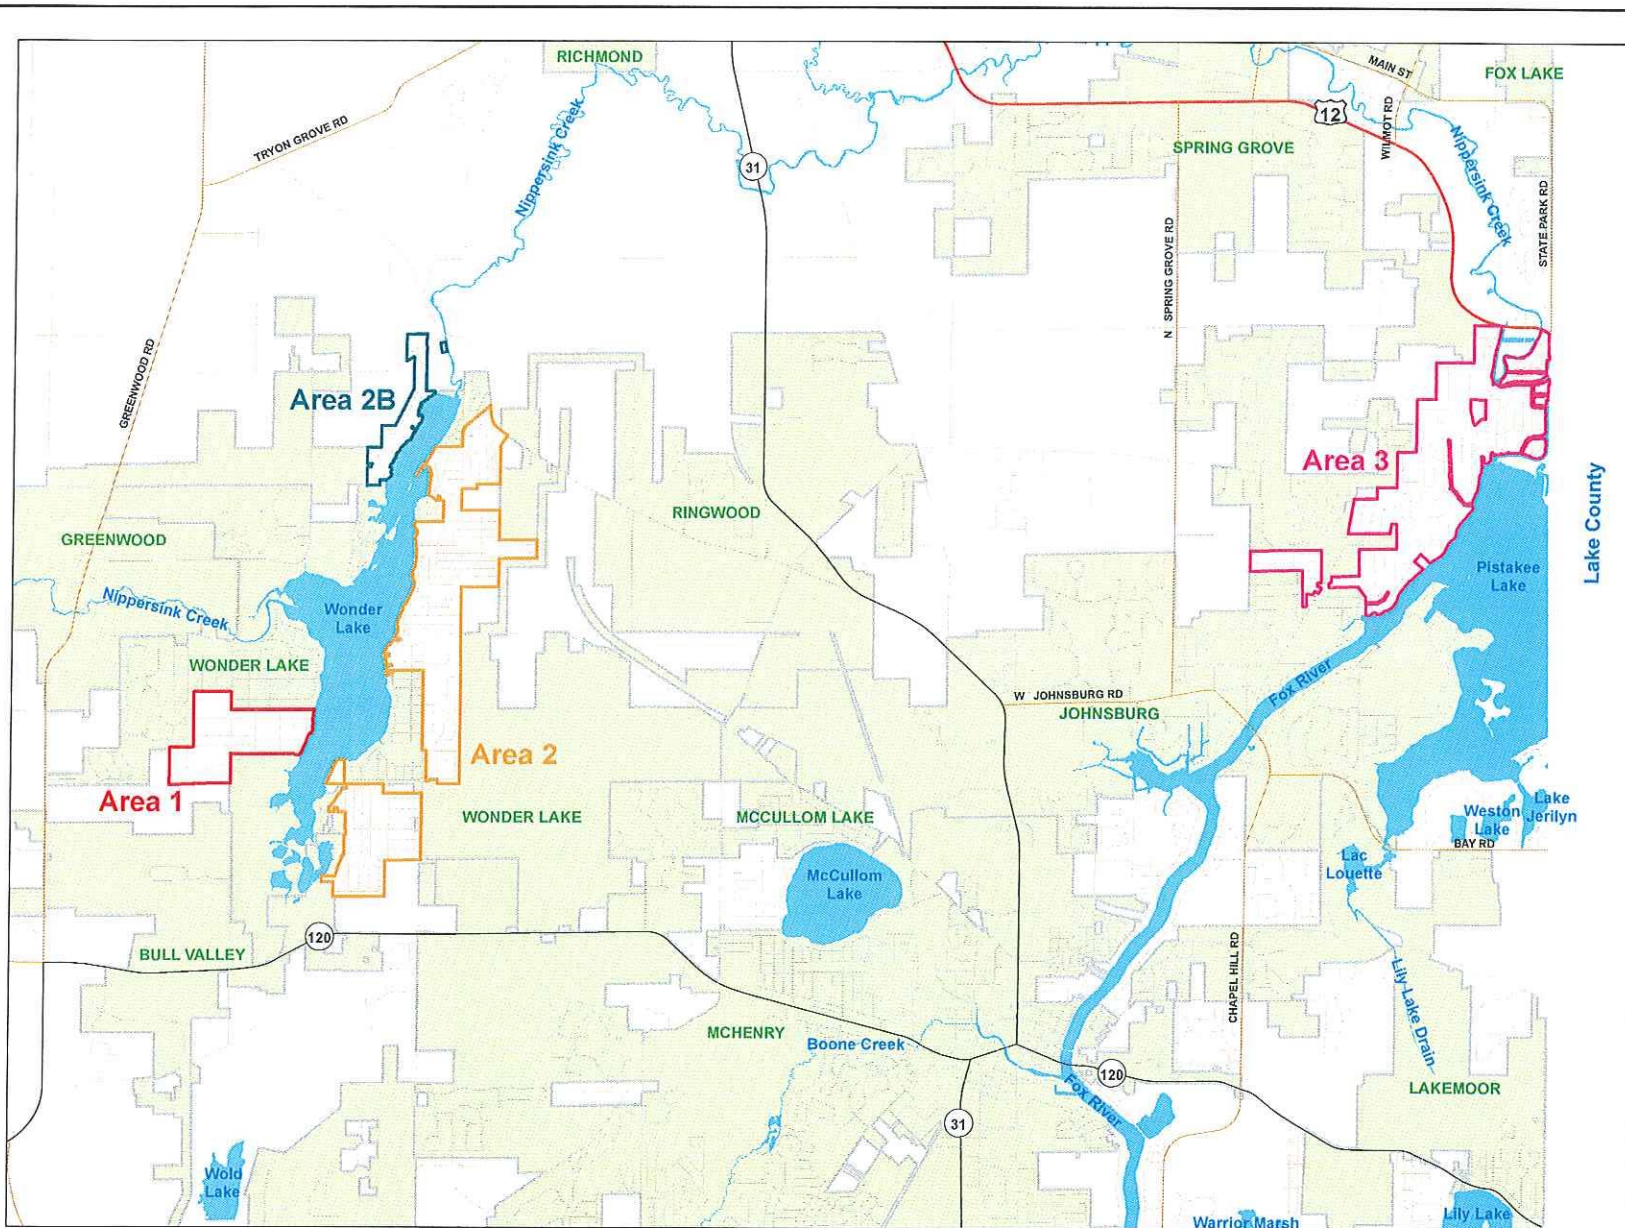 RICHMOND
MAIN ST
FOX LAKE
12
WILMOT RD
TRYON GROVE RD
Nippersink Creek
31
SPRING GROVE
Nippersink Creek
STATE PARK RD
N SPRING GROVE RD
GREENWOOD RD
Area 2B
Area 3
Lake County
RINGWOOD
GREENWOOD
Pistakee
Lake
Nippersink Creek
Wonder
Lake
WONDER LAKE
Fox River
W JOHNSBURG RD
JOHNSBURG
Area 2
Area 1
WONDER LAKE
MCCULLOM LAKE
Weston
Lake
Lake
Jerilyn
BAY RD
Lac
Louette
McCullom
Lake
120
BULL VALLEY
CHAPEL HILL RD
Lily Lake Drain
MCHENRY
Boone Creek
120
Fox River
LAKEMOOR
31
Wold
Lake
Warrior Marsh
Lily Lake